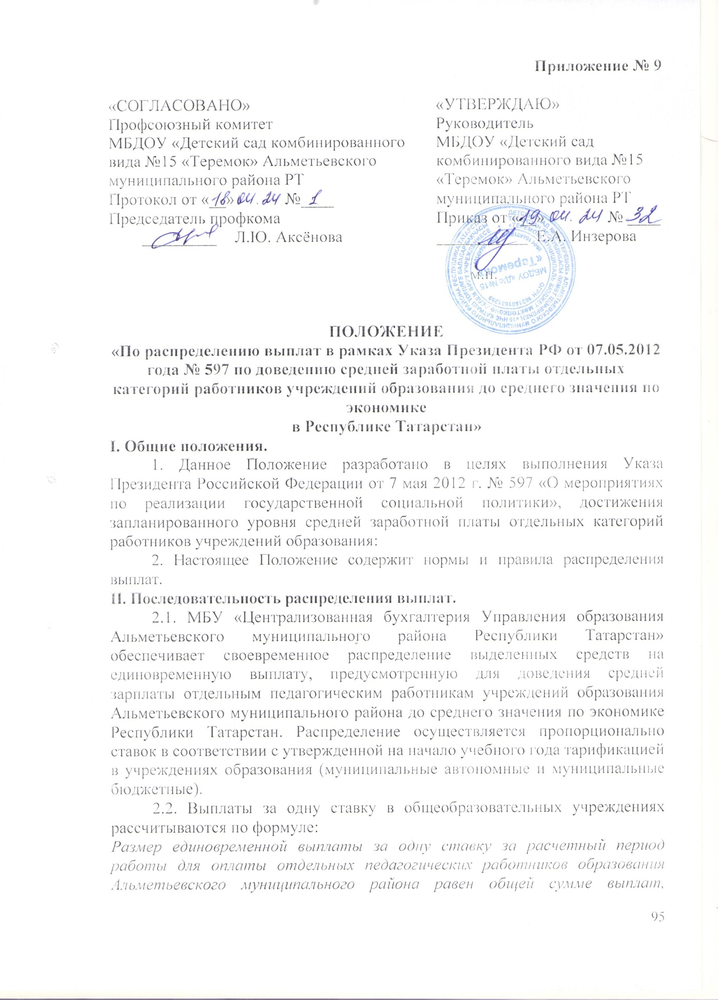 Приложение № 9
«СОГЛАСОВАНО»
Профсоюзный комитет
МБДОУ «Детский сад комбинированного
вида №15 «Теремок» Альметьевского
муниципального района РТ
Протокол от «18» 04. 24 № 1
Председатель профкома
Л.Ю. Аксёнова
«УТВЕРЖДАЮ»
Руководитель
МБДОУ «Детский сад
комбинированного вида №15
«Теремок» Альметьевского
муниципального района РТ
Приказ от «19» 04. 24 № 32
Е.А. Инзерова
м.п.
МБДОУ «Д/с №15
«Теремок»
ПОЛОЖЕНИЕ
«По распределению выплат в рамках Указа Президента РФ от 07.05.2012
года № 597 по доведению средней заработной платы отдельных
категорий работников учреждений образования до среднего значения по
экономике
в Республике Татарстан»
I. Общие положения.
1. Данное Положение разработано в целях выполнения Указа
Президента Российской Федерации от 7 мая 2012 г. № 597 «О мероприятиях
по реализации государственной социальной политики», достижения
запланированного уровня средней заработной платы отдельных категорий
работников учреждений образования:
2. Настоящее Положение содержит нормы и правила распределения
выплат.
II. Последовательность распределения выплат.
2.1. МБУ «Централизованная бухгалтерия Управления образования
Альметьевского муниципального района Республики Татарстан»
обеспечивает своевременное распределение выделенных средств на
единовременную выплату, предусмотренную для доведения средней
зарплаты отдельным педагогическим работникам учреждений образования
Альметьевского муниципального района до среднего значения по экономике
Республики Татарстан. Распределение осуществляется пропорционально
ставок в соответствии с утвержденной на начало учебного года тарификацией
в учреждениях образования (муниципальные автономные и муниципальные
бюджетные).
2.2. Выплаты за одну ставку в общеобразовательных учреждениях
рассчитываются по формуле:
Размер единовременной выплаты за одну ставку за расчетный период
работы для оплаты отдельных педагогических работников образования
Альметьевского муниципального района равен общей сумме выплат,
95